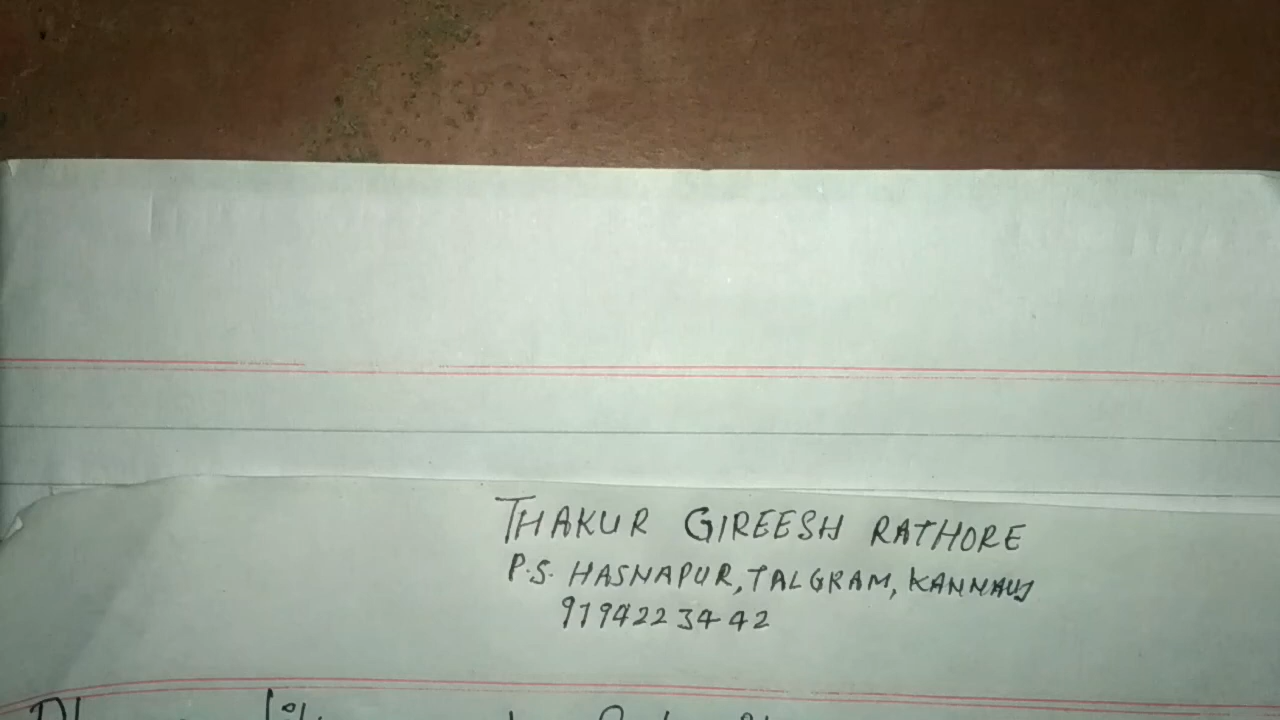 THAKUR GIREESH RATHORE
P.S. HASNAPUR, TALGRAM, KANNAUJ
9194223442